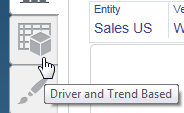 Entity Ve
Sales US W
Driver and Trend Based